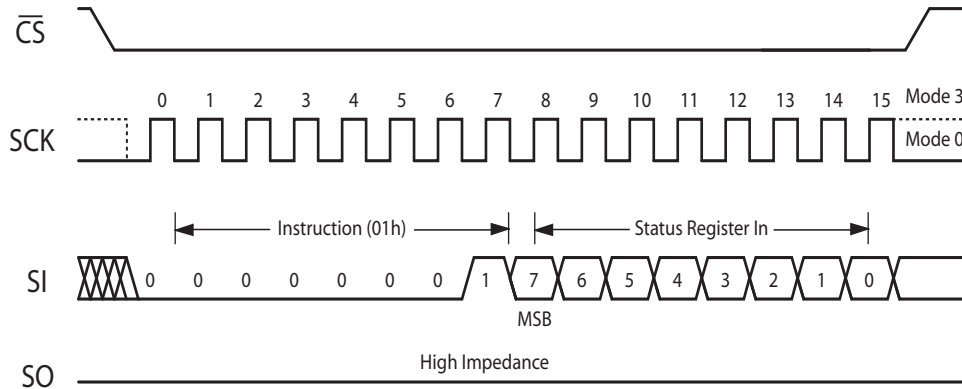 CS
0 1 2 3 4 5 6 7 8 9 10 11 12 13 14 15 Mode 3
SCK
Mode 0
Instruction (01h) Status Register In
SI 0 0 0 0 0 0 0 1 7 6 5 4 3 2 1 0
MSB
High Impedance
SO